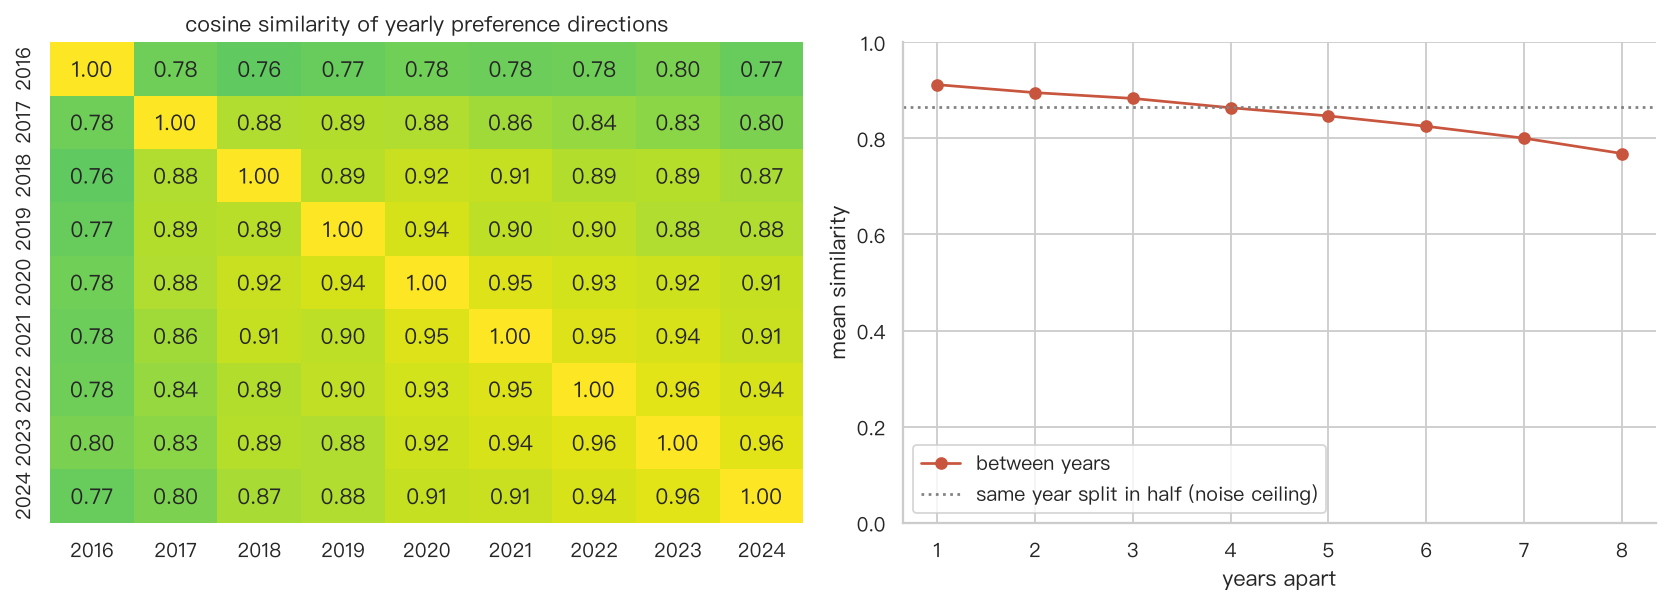 cosine similarity of yearly preference directions
2016 1.00 0.78 0.76 0.77 0.78 0.78 0.78 0.80 0.77
2017 0.78 1.00 0.88 0.89 0.88 0.86 0.84 0.83 0.80
2018 0.76 0.88 1.00 0.89 0.92 0.91 0.89 0.89 0.87
2019 0.77 0.89 0.89 1.00 0.94 0.90 0.90 0.88 0.88
2020 0.78 0.88 0.92 0.94 1.00 0.95 0.93 0.92 0.91
2021 0.78 0.86 0.91 0.90 0.95 1.00 0.95 0.94 0.91
2022 0.78 0.84 0.89 0.90 0.93 0.95 1.00 0.96 0.94
2023 0.80 0.83 0.89 0.88 0.92 0.94 0.96 1.00 0.96
2024 0.77 0.80 0.87 0.88 0.91 0.91 0.94 0.96 1.00
2016 2017 2018 2019 2020 2021 2022 2023 2024
mean similarity
1.0
0.8
0.6
0.4
0.2
0.0
between years
same year split in half (noise ceiling)
1 2 3 4 5 6 7 8
years apart